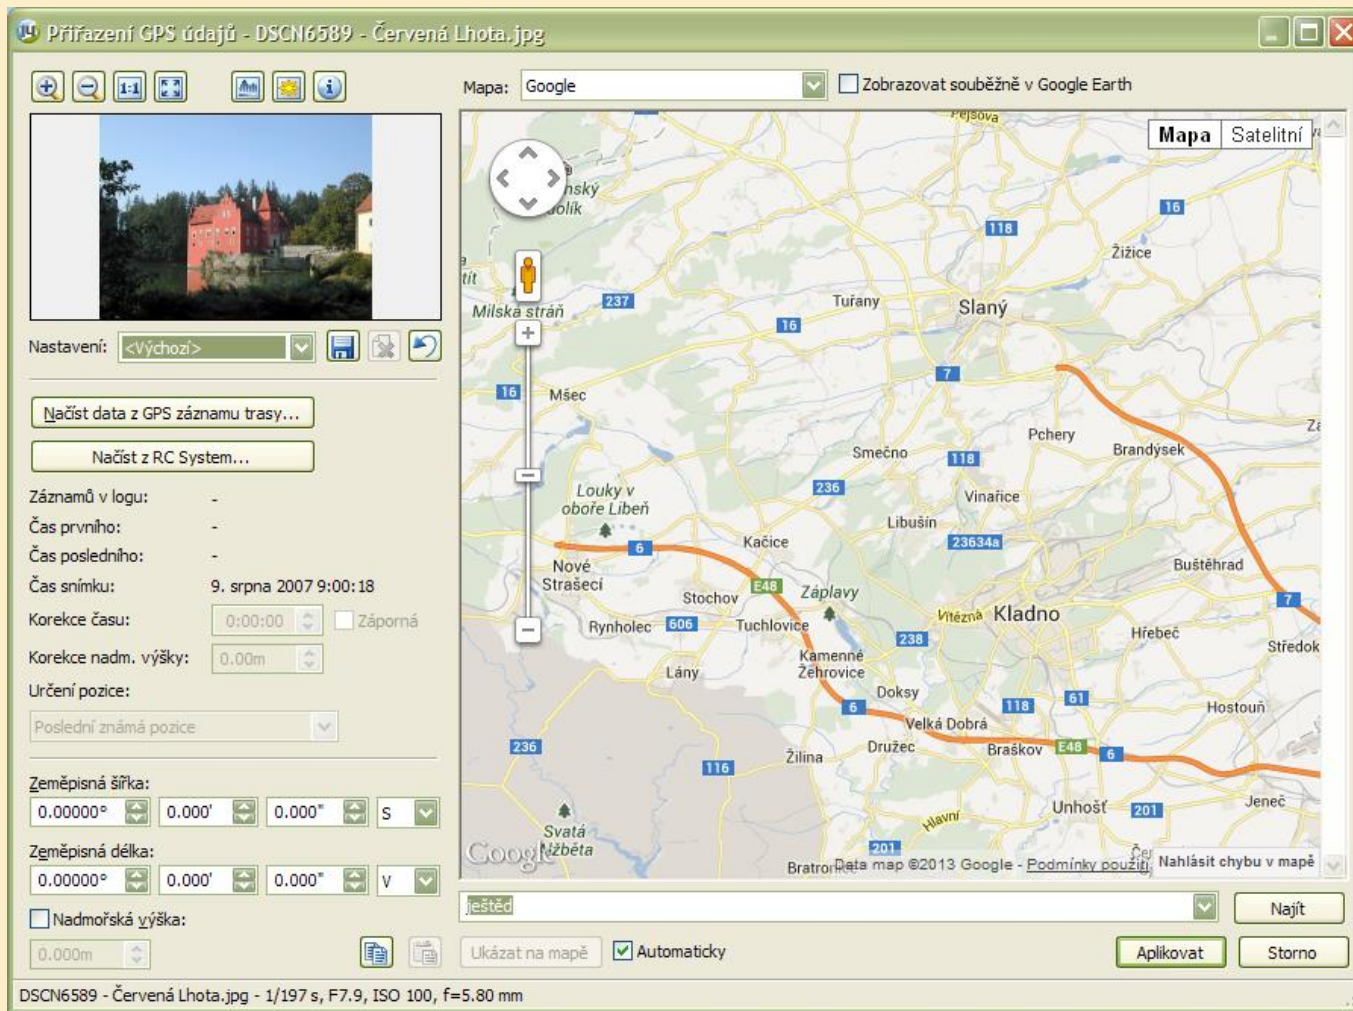 Přiřazení GPS údajů - DSCN6589 - Červená Lhota.jpg
1:1
Mapa: Google
Zobrazovat souběžně v Google Earth
Nastavení: <Výchozí>
Načíst data z GPS záznamu trasy...
Načíst z RC System...
Záznamů v logu: -
Čas prvního: -
Čas posledního: -
Čas snímku: 9. srpna 2007 9:00:18
Korekce času: 0:00:00 Záporná
Korekce nadm. výšky: 0.00m
Určení pozice:
Poslední známá pozice
Zeměpisná šířka:
0.00000° 0.000' 0.000" S
Zeměpisná délka:
0.00000° 0.000' 0.000" V
Nadmořská výška:
0.000m
Pejsova
Mapa Satelitní
16
118
Žižice
237
Milská stráň
Tuřany
Slaný
16
7
16
Mšec
Pchery
Brandýsek
Smečno
118
236
Louky v
oboře Libeň
Vinařice
Libušín
23634a
6
Kačice
Nové
Strašecí
E48
Buštěhrad
Stochov
Záplavy
7
Rynholec
606
Tuchlovice
Vítězná
Kladno
238
Hřebeč
Středok
Kamenné
Žehrovice
Lány
Doksy
61
118
6
Hostouň
Velká Dobrá
236
Družec
Braškov
E48
6
Žilina
116
Jeneč
Unhošť
201
Hlavní
Svatá
Alžběta
201
Google
Data map ©2013 Google - Podmínky použití
Nahlásit chybu v mapě
ještěd
Najít
Ukázat na mapě
Automaticky
Aplikovat
Storno
DSCN6589 - Červená Lhota.jpg - 1/197 s, F7.9, ISO 100, f=5.80 mm